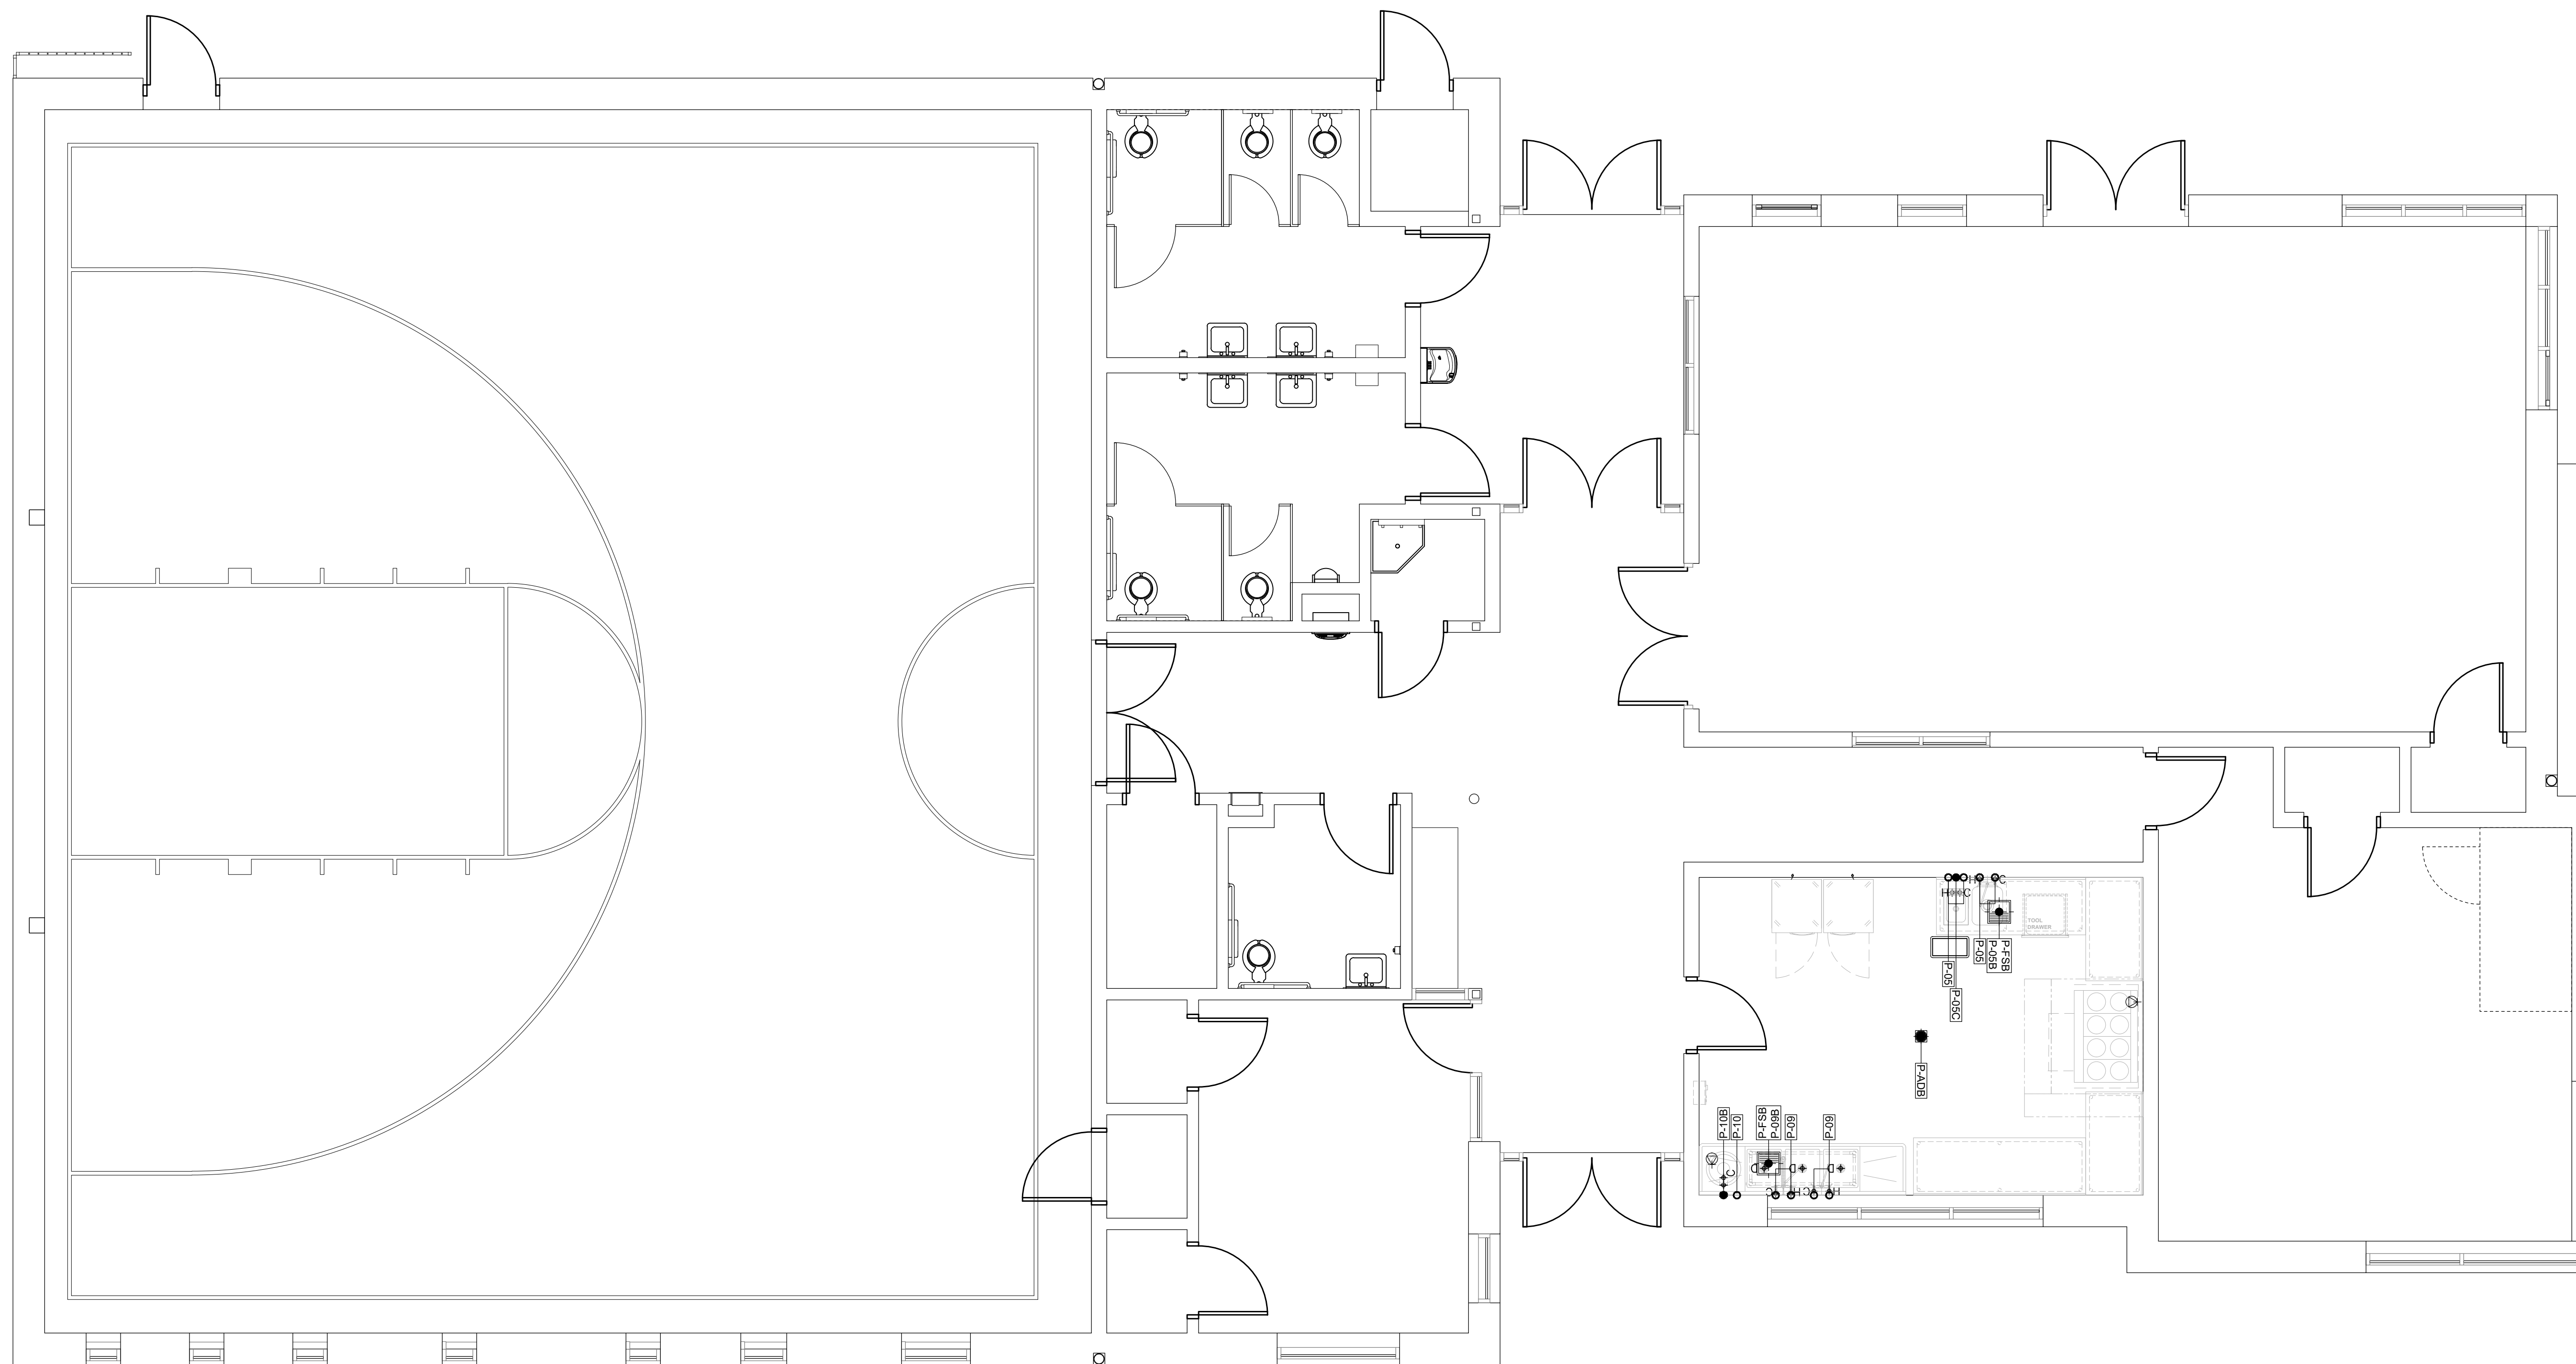 H
C
H
C
TOOL
DRAWER
P-05
P-05C
P-05
P-05B
P-FSB
P-ADB
P-10B
P-10
P-FSB
P-09B
P-09
P-09
C
C
H
C
H